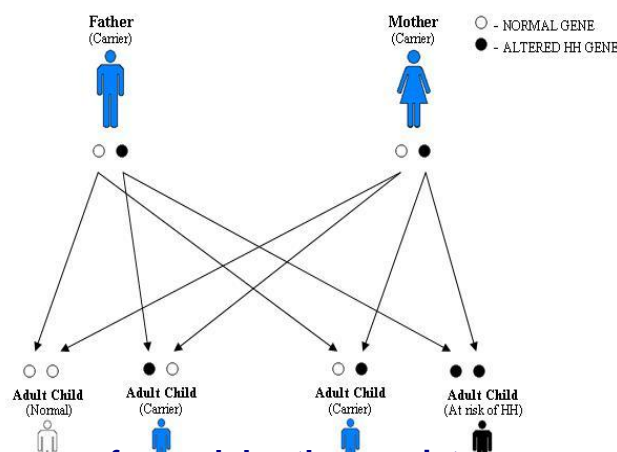 Father
(Carrier)
Mother
(Carrier)
- NORMAL GENE
- ALTERED HH GENE
Adult Child
(Normal)
Adult Child
(Carrier)
Adult Child
(Carrier)
Adult Child
(At risk of HH)